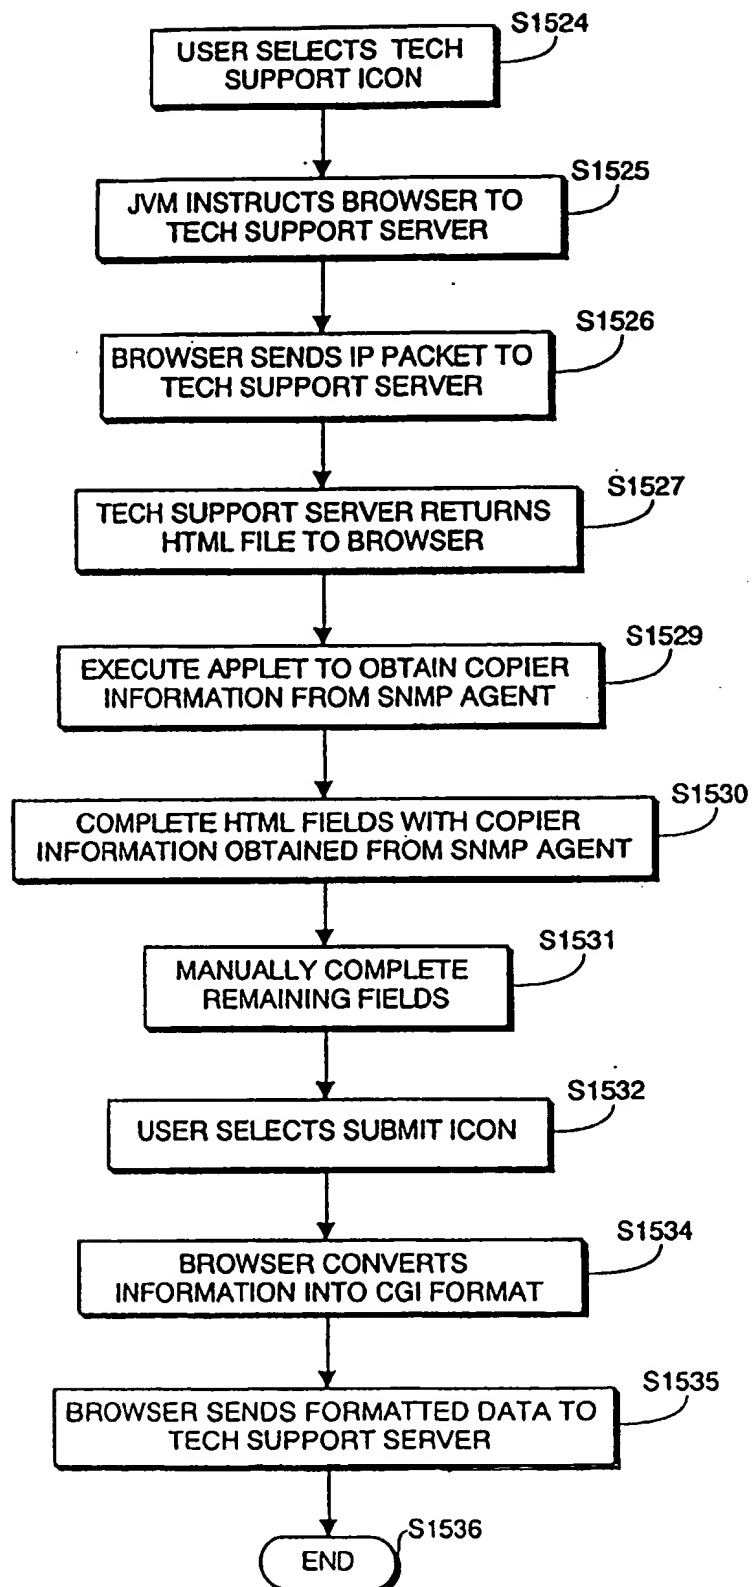 S1524
USER SELECTS TECH
SUPPORT ICON
S1525
JVM INSTRUCTS BROWSER TO
TECH SUPPORT SERVER
S1526
BROWSER SENDS IP PACKET TO
TECH SUPPORT SERVER
S1527
TECH SUPPORT SERVER RETURNS
HTML FILE TO BROWSER
S1529
EXECUTE APPLET TO OBTAIN COPIER
INFORMATION FROM SNMP AGENT
S1530
COMPLETE HTML FIELDS WITH COPIER
INFORMATION OBTAINED FROM SNMP AGENT
S1531
MANUALLY COMPLETE
REMAINING FIELDS
S1532
USER SELECTS SUBMIT ICON
S1534
BROWSER CONVERTS
INFORMATION INTO CGI FORMAT
S1535
BROWSER SENDS FORMATTED DATA TO
TECH SUPPORT SERVER
S1536
END